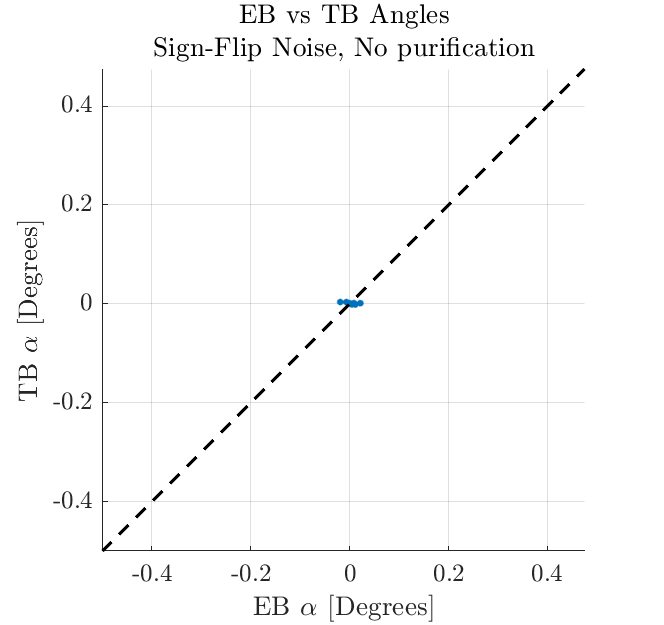 EB vs TB Angles
Sign-Flip Noise, No purification
0.4
0.2
0
-0.2
-0.4
TB α [Degrees]
-0.4
-0.2
0
0.2
0.4
EB α [Degrees]